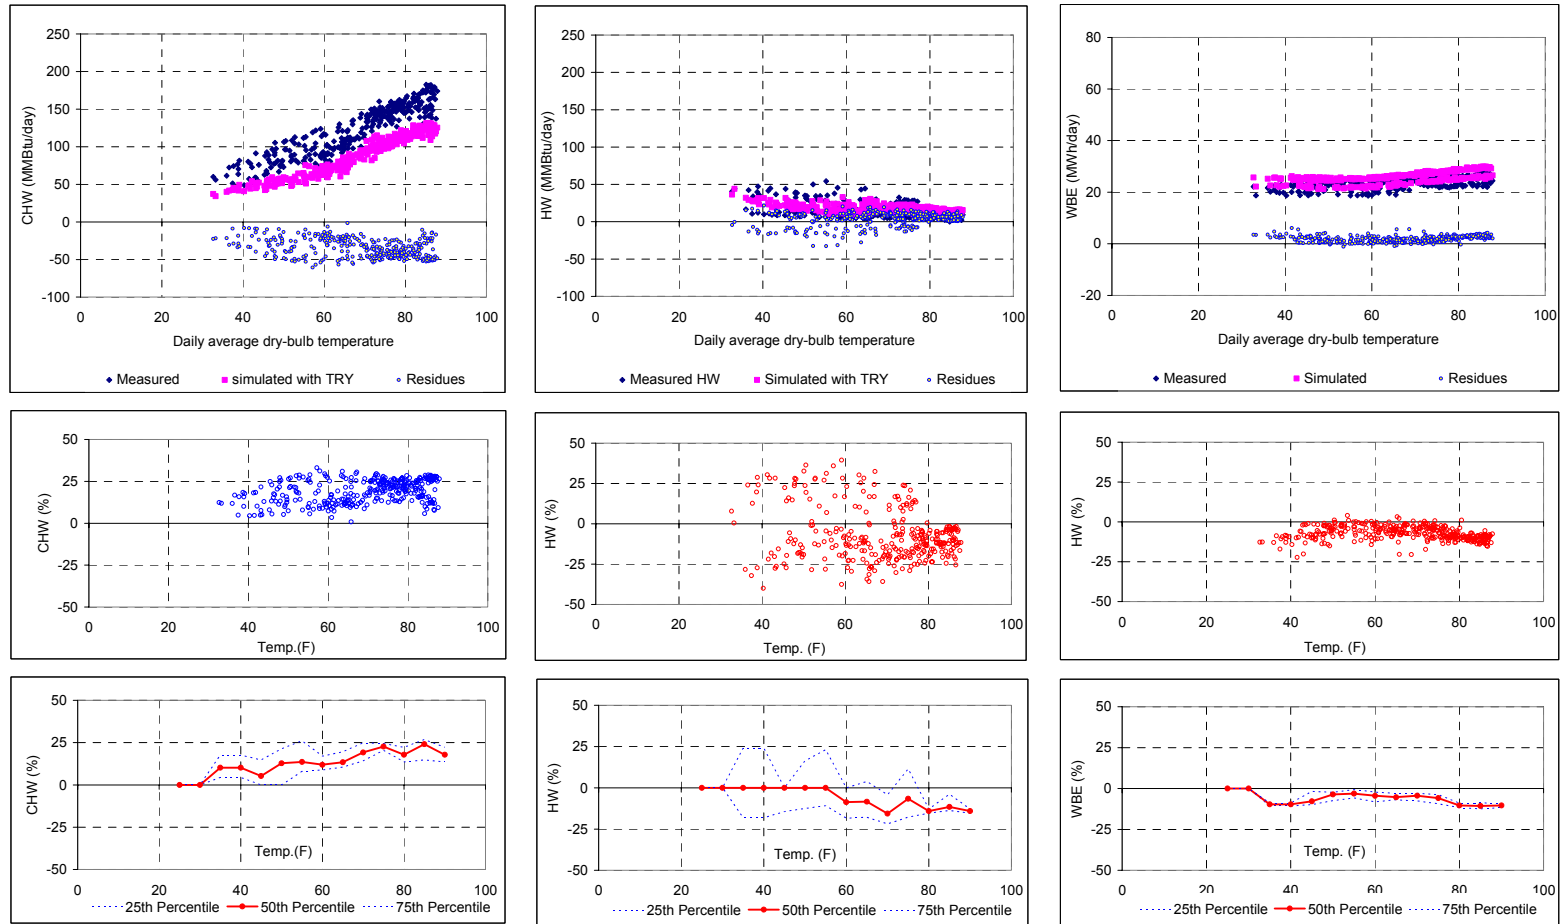 250
200
150
100
50
0
-50
-100
CHW (MMBtu/day)
0 20 40 60 80 100
Daily average dry-bulb temperature
Measured simulated with TRY Residues
250
200
150
100
50
0
-50
-100
HW (MMBtu/day)
0 20 40 60 80 100
Daily average dry-bulb temperature
Measured HW Simulated with TRY Residues
80
60
40
20
0
-20
WBE (MWh/day)
0 20 40 60 80 100
Daily average dry-bulb temperature
Measured Simulated Residues
50
25
0
-25
-50
CHW (%)
0 20 40 60 80 100
Temp.(F)
50
25
0
-25
-50
HW (%)
0 20 40 60 80 100
Temp. (F)
50
25
0
-25
-50
HW (%)
0 20 40 60 80 100
Temp. (F)
50
25
0
-25
-50
CHW (%)
Temp.(F)
0 20 40 60 80 100
25th Percentile 50th Percentile 75th Percentile
50
25
0
-25
-50
HW (%)
Temp. (F)
0 20 40 60 80 100
25th Percentile 50th Percentile 75th Percentile
50
25
0
-25
-50
WBE (%)
Temp. (F)
0 20 40 60 80 100
25th Percentile 50th Percentile 75th Percentile